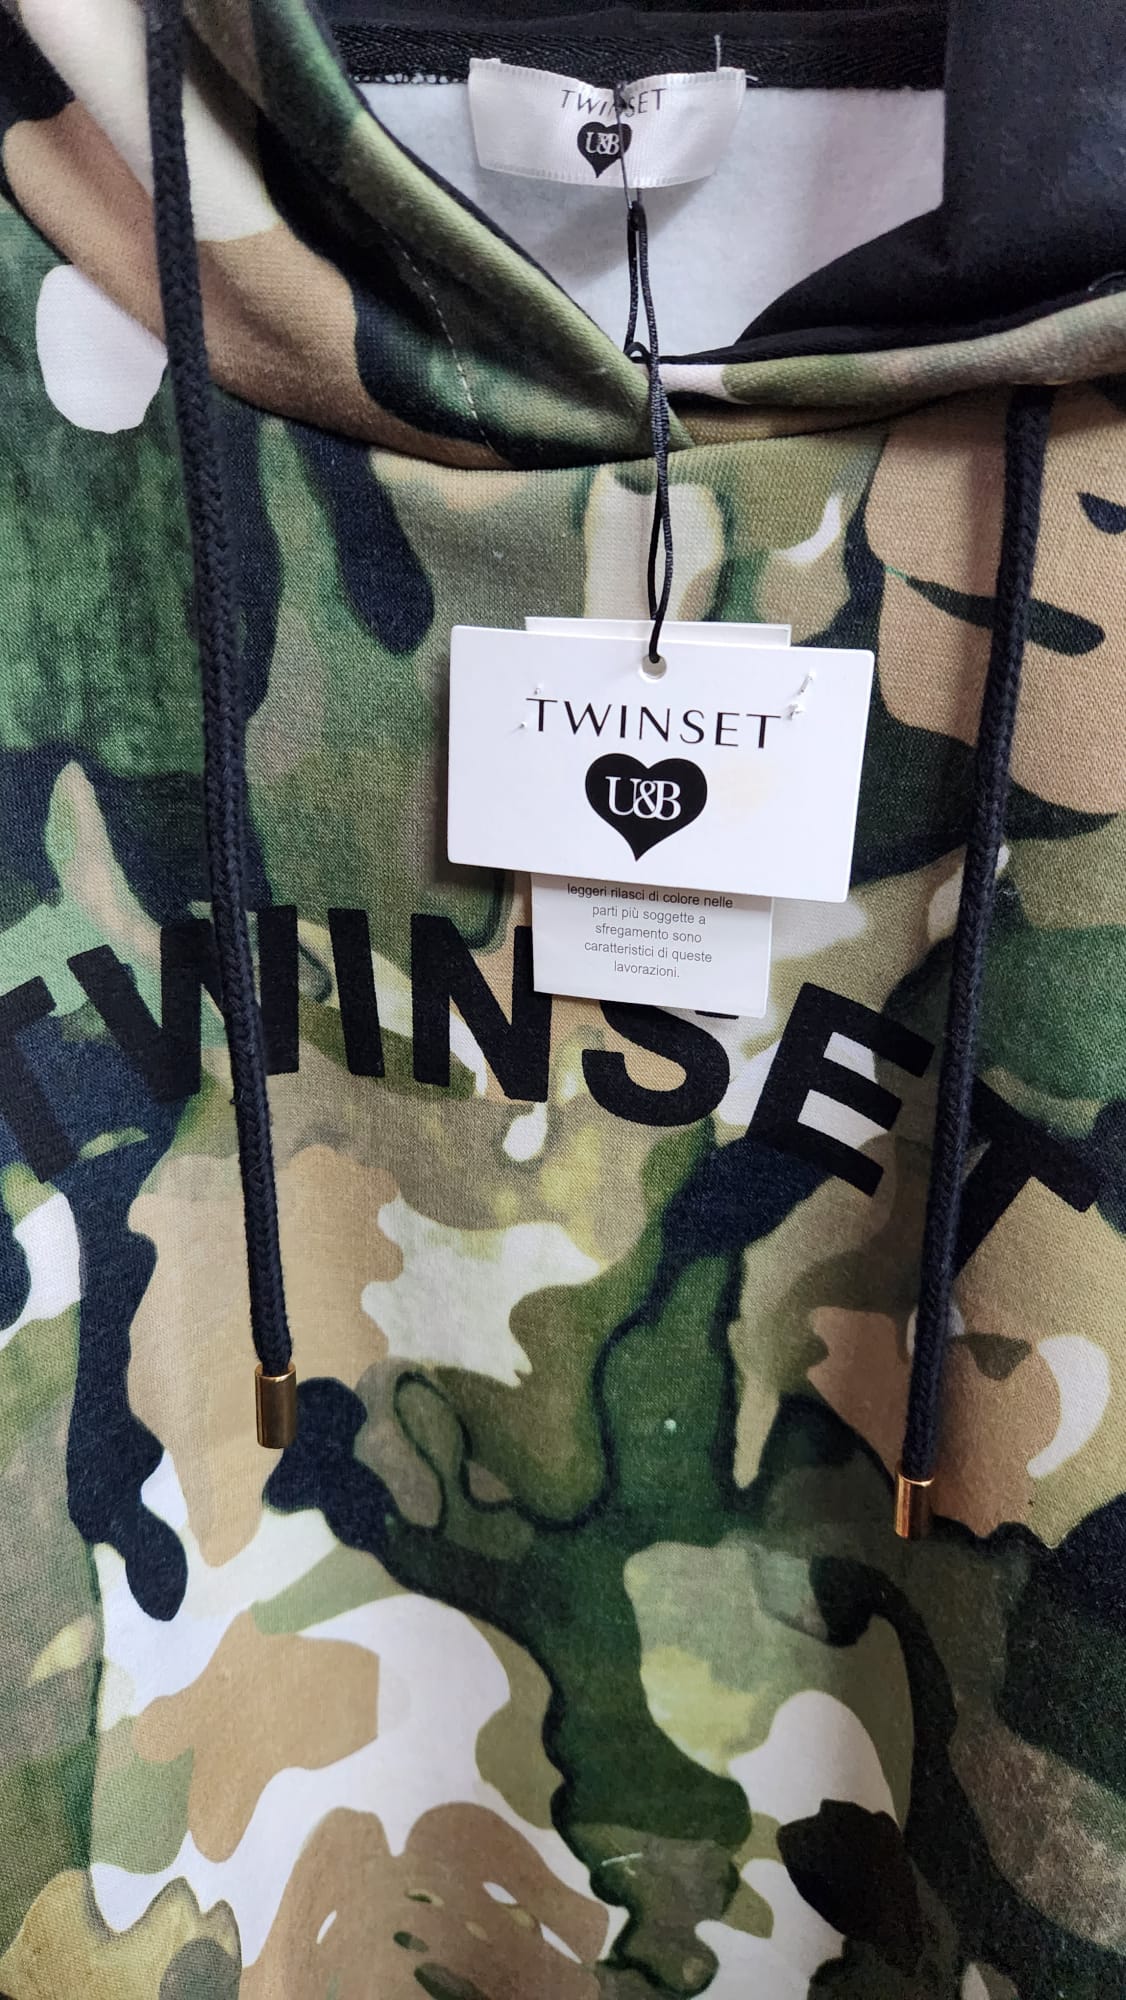 TWINSET
U&B
TWINSET
U&B
leggeri rilasci di colore nelle
parti più soggette a
sfregamento sono
caratteristici di queste
lavorazioni.
TWINSET